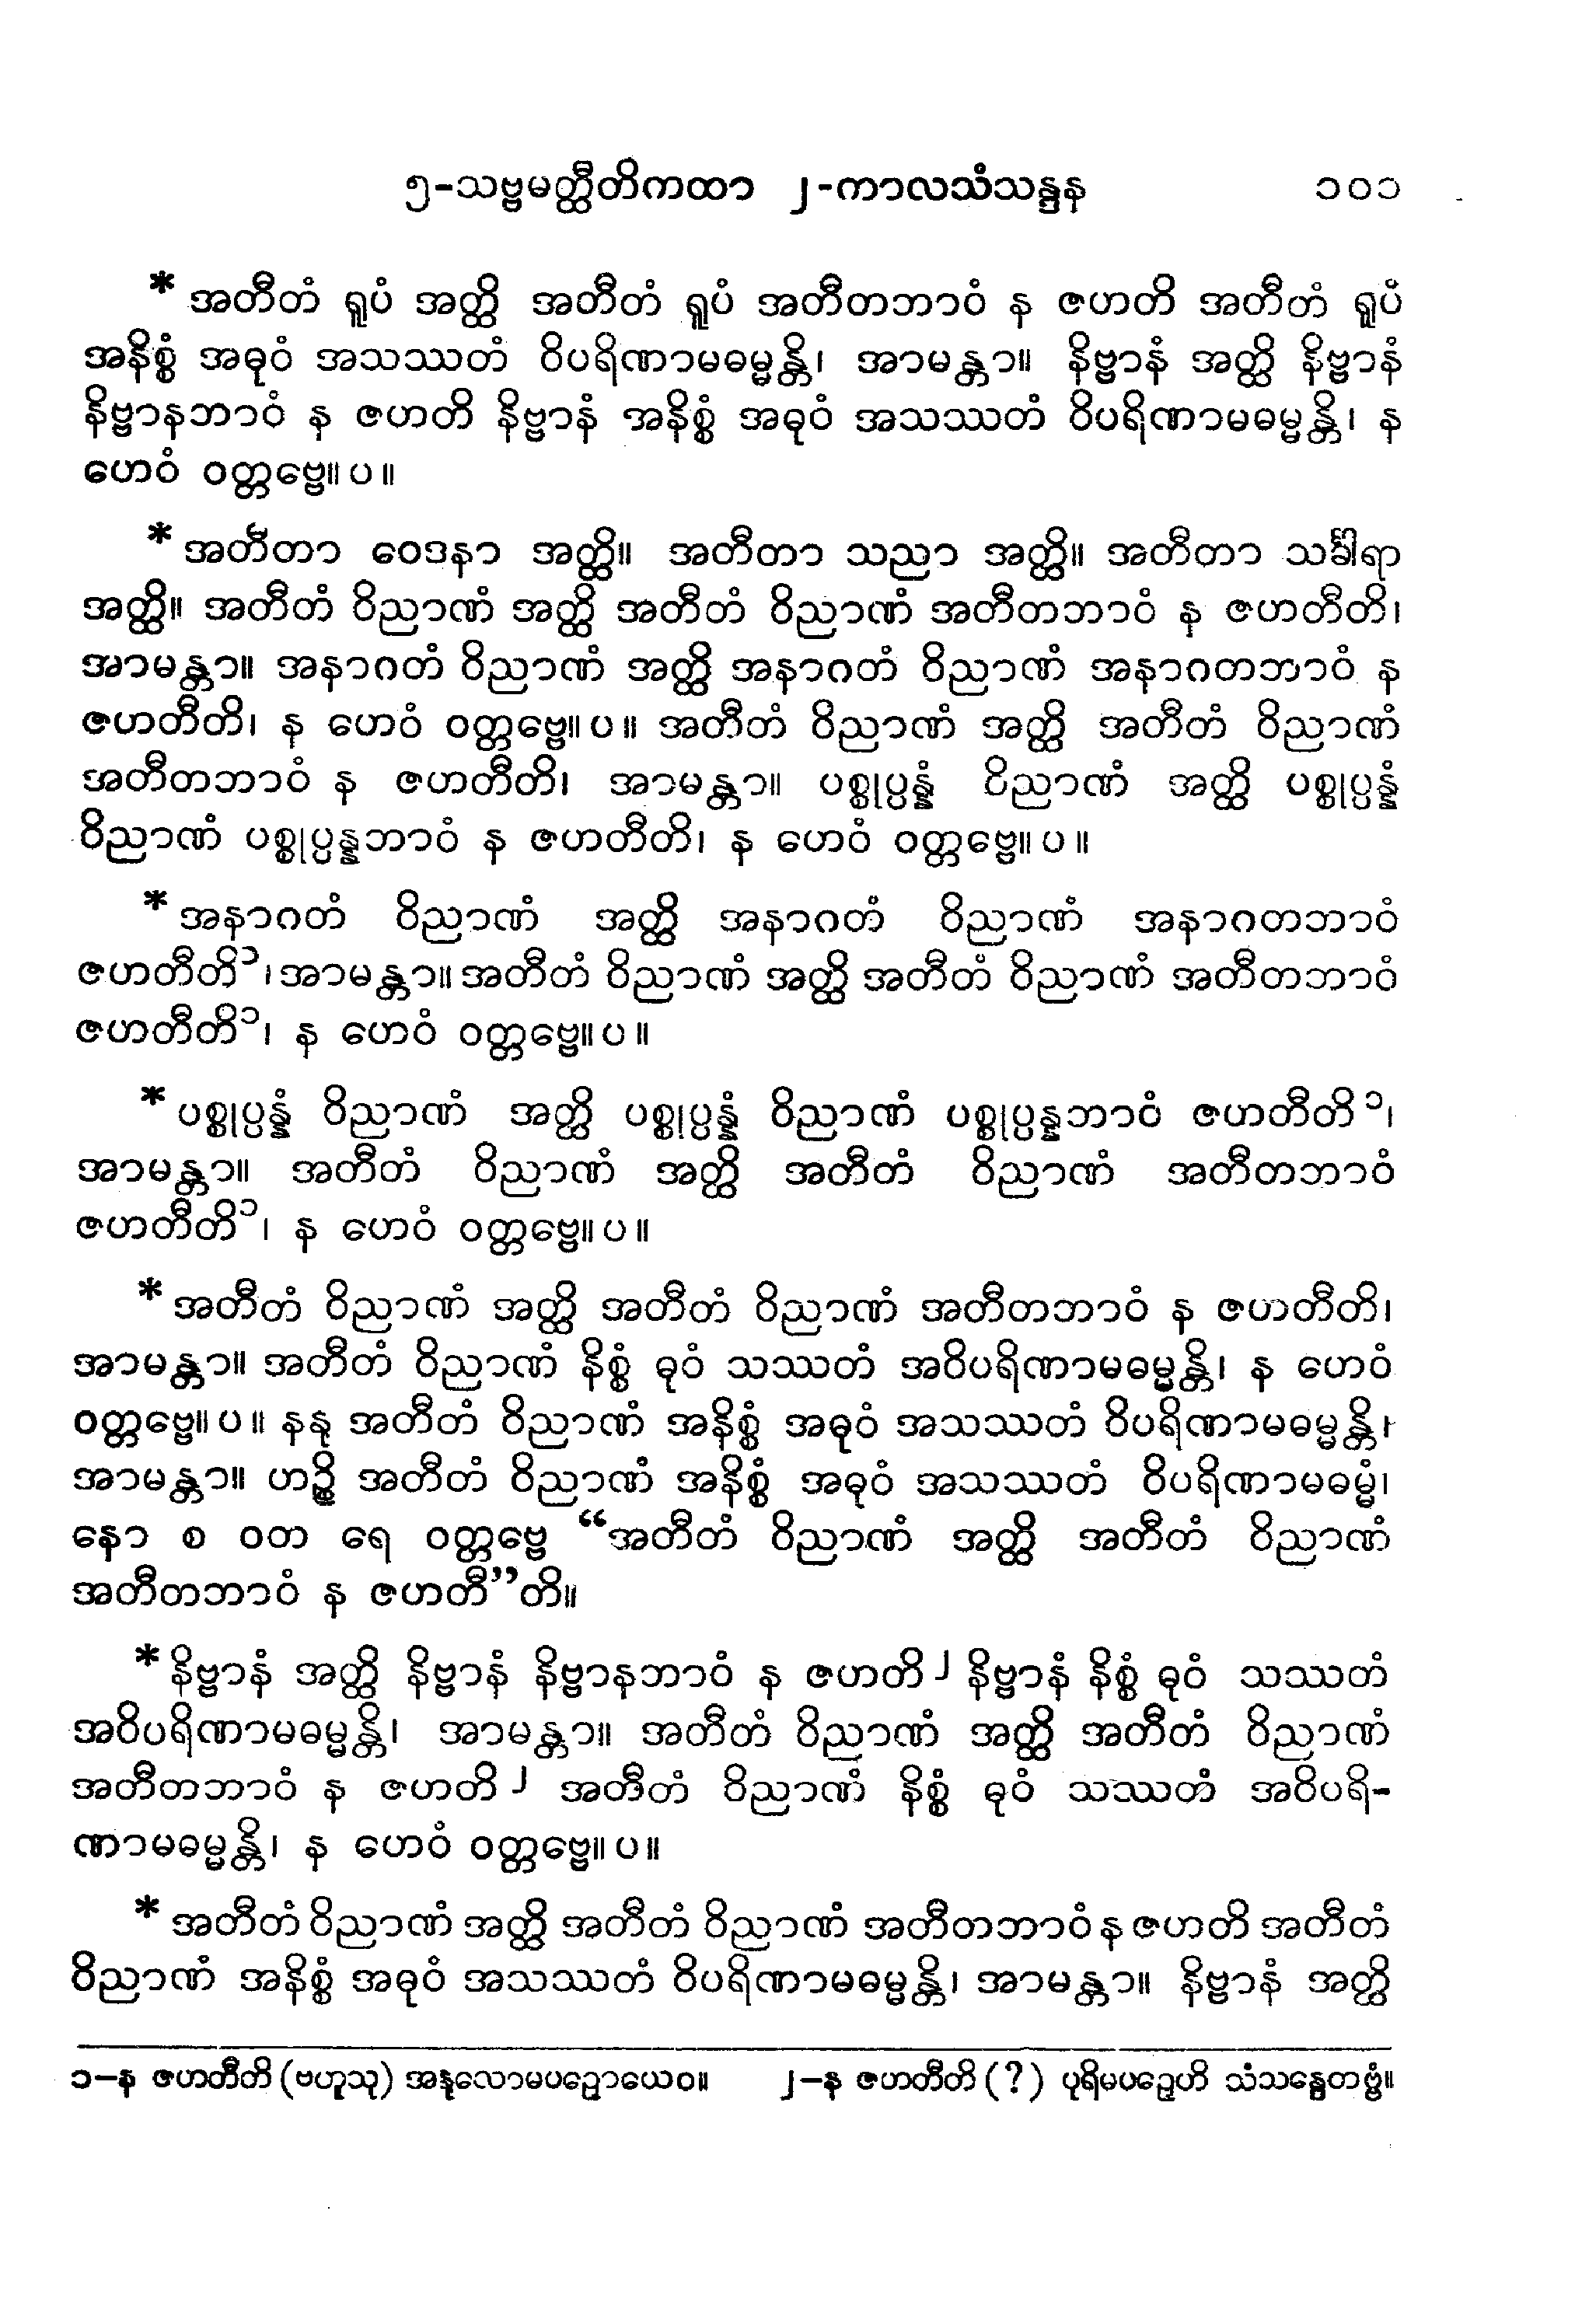 ၅-သဗ္ဗမတ္ထီတိကထာ ၂-ကာလသံသန္ဒန ၁၀၁
* အတီတံ ရူပံ အတ္ထိ အတီတံ ရူပံ အတီတဘာဝံ န ဇဟတိ အတီတံ ရူပံ
အနိစ္စံ အဓုဝံ အသဿတံ ဝိပရိဏာမဓမ္မန္တိ၊ အာမန္တာ။ နိဗ္ဗာနံ အတ္ထိ နိဗ္ဗာနံ
နိဗ္ဗာနဘာဝံ န ဇဟတိ နိဗ္ဗာနံ အနိစ္စံ အဓုဝံ အသဿတံ ဝိပရိဏာမဓမ္မန္တိ၊ န
ဟေဝံ ဝတ္တဗ္ဗေ။ ပ။
* အတီတာ ဝေဒနာ အတ္ထိ။ အတီတာ သညာ အတ္ထိ။ အတီတာ သင်္ခါရာ
အတ္ထိ။ အတီတံ ဝိညာဏံ အတ္ထိ အတီတံ ဝိညာဏံ အတီတဘာဝံ န ဇဟတီတိ၊
အာမန္တာ။ အနာဂတံ ဝိညာဏံ အတ္ထိ အနာဂတံ ဝိညာဏံ အနာဂတဘာဝံ န
ဇဟတီတိ၊ န ဟေဝံ ဝတ္တဗ္ဗေ။ ပ။ အတီတံ ဝိညာဏံ အတ္ထိ အတီတံ ဝိညာဏံ
အတီတဘာဝံ န ဇဟတီတိ၊ အာမန္တာ။ ပစ္စုပ္ပန္နံ ဝိညာဏံ အတ္ထိ ပစ္စုပ္ပန္နံ
ဝိညာဏံ ပစ္စုပ္ပန္နဘာဝံ န ဇဟတီတိ၊ န ဟေဝံ ဝတ္တဗ္ဗေ။ ပ။
* အနာဂတံ ဝိညာဏံ အတ္ထိ အနာဂတံ ဝိညာဏံ အနာဂတဘာဝံ
ဇဟတီတိ ၁၊ အာမန္တာ။ အတီတံ ဝိညာဏံ အတ္ထိ အတီတံ ဝိညာဏံ အတီတဘာဝံ
ဇဟတီတိ ၁၊ န ဟေဝံ ဝတ္တဗ္ဗေ။ ပ။
* ပစ္စုပ္ပန္နံ ဝိညာဏံ အတ္ထိ ပစ္စုပ္ပန္နံ ဝိညာဏံ ပစ္စုပ္ပန္နဘာဝံ ဇဟတီတိ ၁၊
အာမန္တာ။ အတီတံ ဝိညာဏံ အတ္ထိ အတီတံ ဝိညာဏံ အတီတဘာဝံ
ဇဟတီတိ ၁၊ န ဟေဝံ ဝတ္တဗ္ဗေ။ ပ။
* အတီတံ ဝိညာဏံ အတ္ထိ အတီတံ ဝိညာဏံ အတီတဘာဝံ န ဇဟတီတိ၊
အာမန္တာ။ အတီတံ ဝိညာဏံ နိစ္စံ ဓုဝံ သဿတံ အဝိပရိဏာမဓမ္မန္တိ၊ န ဟေဝံ
ဝတ္တဗ္ဗေ။ ပ။ နနု အတီတံ ဝိညာဏံ အနိစ္စံ အဓုဝံ အသဿတံ ဝိပရိဏာမဓမ္မန္တိ၊
အာမန္တာ။ ဟဉ္စိ အတီတံ ဝိညာဏံ အနိစ္စံ အဓုဝံ အသဿတံ ဝိပရိဏာမဓမ္မံ၊
နော စ ဝတ ရေ ဝတ္တဗ္ဗေ “အတီတံ ဝိညာဏံ အတ္ထိ အတီတံ ဝိညာဏံ
အတီတဘာဝံ န ဇဟတီ”တိ။
* နိဗ္ဗာနံ အတ္ထိ နိဗ္ဗာနံ နိဗ္ဗာနဘာဝံ န ဇဟတိ ၂ နိဗ္ဗာနံ နိစ္စံ ဓုဝံ သဿတံ
အဝိပရိဏာမဓမ္မန္တိ၊ အာမန္တာ။ အတီတံ ဝိညာဏံ အတ္ထိ အတီတံ ဝိညာဏံ
အတီတဘာဝံ န ဇဟတိ ၂ အတီတံ ဝိညာဏံ နိစ္စံ ဓုဝံ သဿတံ အဝိပရိ-
ဏာမဓမ္မန္တိ၊ န ဟေဝံ ဝတ္တဗ္ဗေ။ ပ။
* အတီတံ ဝိညာဏံ အတ္ထိ အတီတံ ဝိညာဏံ အတီတဘာဝံ န ဇဟတိ အတီတံ
ဝိညာဏံ အနိစ္စံ အဓုဝံ အသဿတံ ဝိပရိဏာမဓမ္မန္တိ၊ အာမန္တာ။ နိဗ္ဗာနံ အတ္ထိ
၁-န ဇဟတီတိ (ဗဟူသု) အနုလောမပဉှောယေဝ။ ၂-န ဇဟတီတိ (?) ပုရိမပဉှေဟိ သံသန္ဒေတဗ္ဗံ။